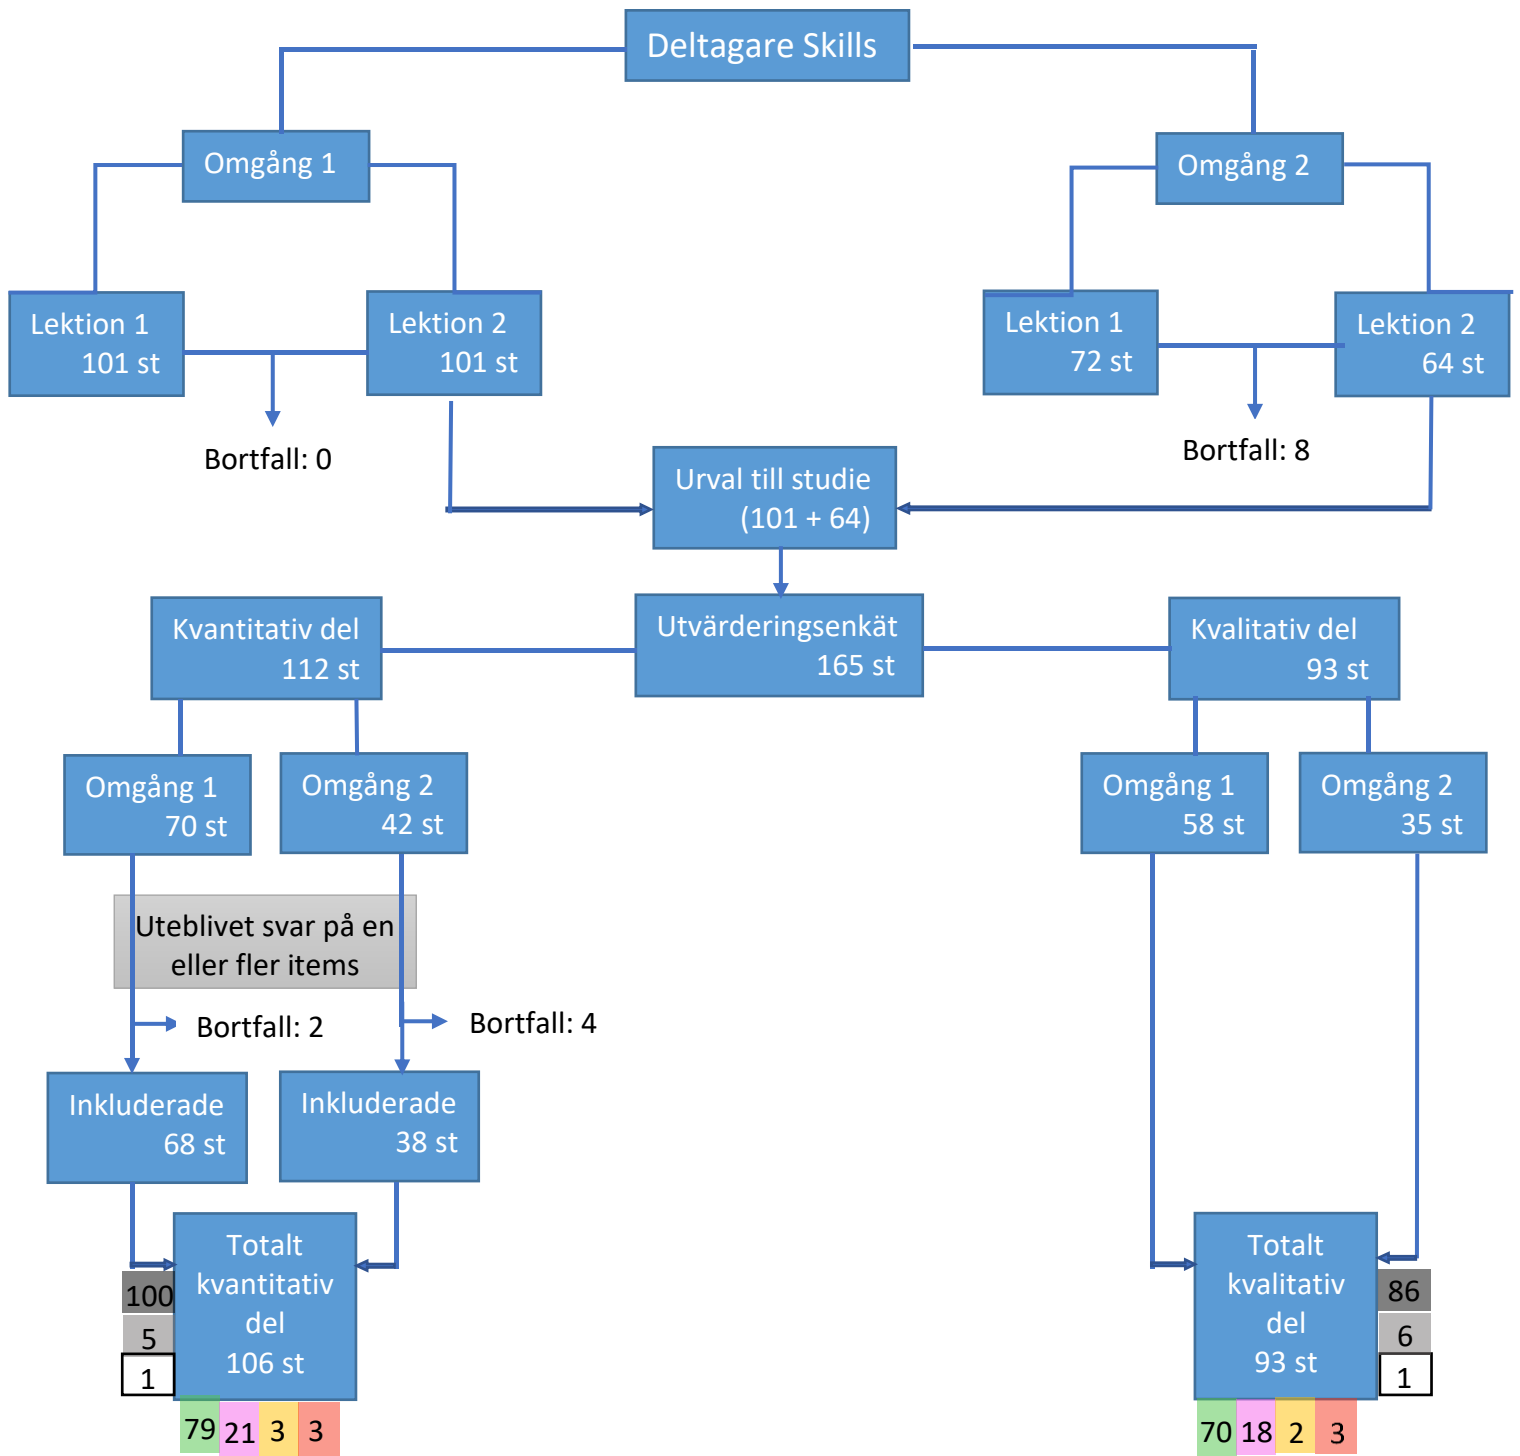 Deltagare Skills
Omgång 1
Omgång 2
Lektion 1
101 st
Lektion 2
101 st
Lektion 1
72 st
Lektion 2
64 st
Bortfall: 0
Bortfall: 8
Urval till studie
(101 + 64)
Kvantitativ del
112 st
Utvärderingsenkät
165 st
Kvalitativ del
93 st
Omgång 1
70 st
Omgång 2
42 st
Omgång 1
58 st
Omgång 2
35 st
Uteblivet svar på en
eller fler items
Bortfall: 2
Bortfall: 4
Inkluderade
68 st
Inkluderade
38 st
Totalt
kvantitativ
del
106 st
100
5
1
79 21 3 3
Totalt
kvalitativ
del
93 st
86
6
1
70 18 2 3